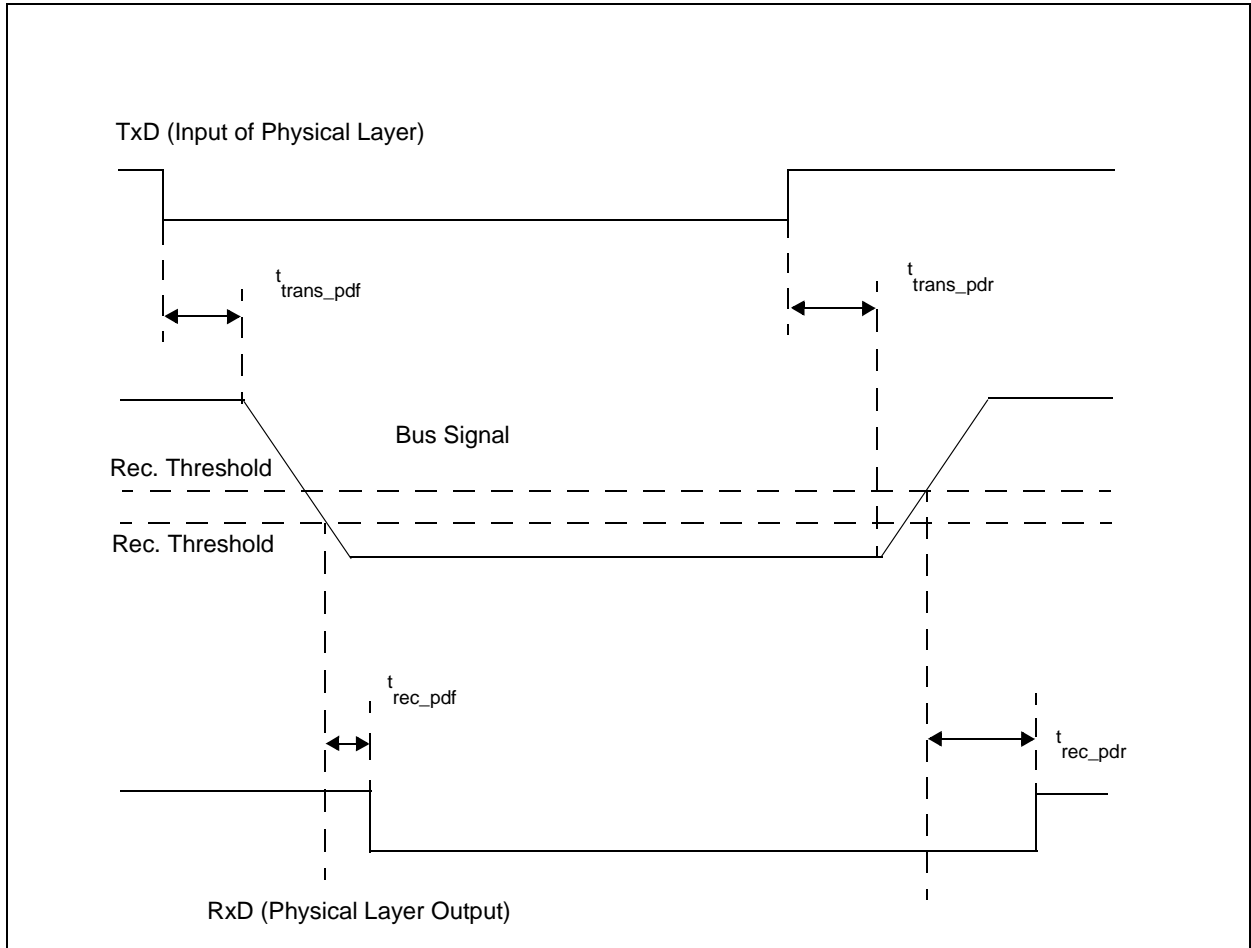 TxD (Input of Physical Layer)
t trans_pdf
t trans_pdr
Bus Signal
Rec. Threshold
Rec. Threshold
t rec_pdf
t rec_pdr
RxD (Physical Layer Output)